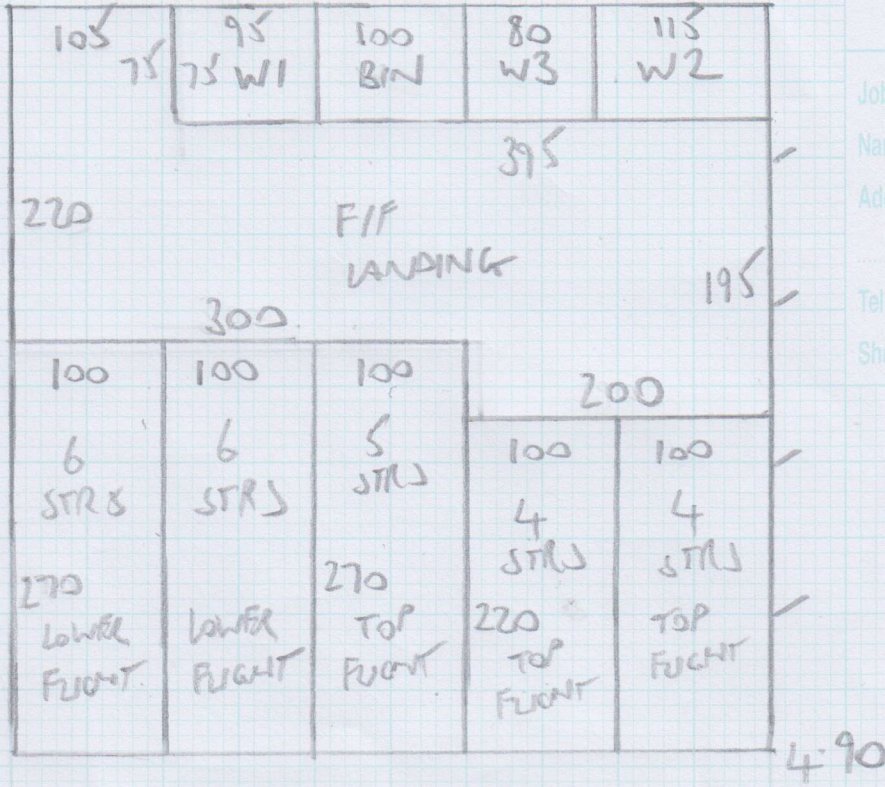 105 95 100 80 115
75 75 W1 BIN W3 W2
395
220 F/F
LANDING
195
300
200
100 100 100
6 6 5
STRS STRS STRS
100 100
4 4
STRS STRS
270 270
LOWER LOWER TOP
FLIGHT FLIGHT FLIGHT
220 TOP
TOP FLIGHT
FLIGHT
4.90
Job
Tel